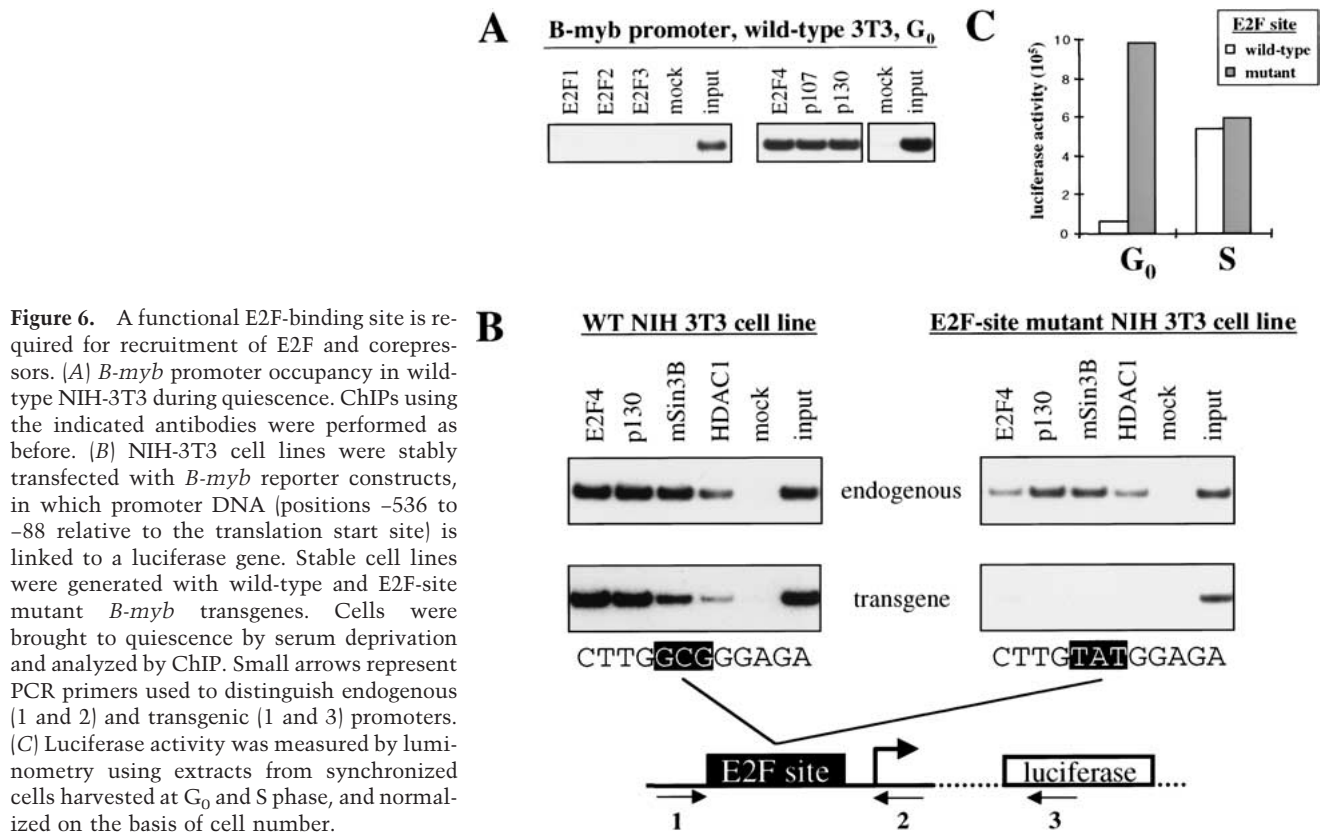 A
B-myb promoter, wild-type 3T3, G0
E2F1
E2F2
E2F3
mock
input
E2F4
p107
p130
mock
input
C
E2F site
wild-type
mutant
luciferase activity (10^5)
10
8
6
4
2
0
G0
S
Figure 6. A functional E2F-binding site is re-
quired for recruitment of E2F and corepres-
sors. (A) B-myb promoter occupancy in wild-
type NIH-3T3 during quiescence. ChIPs using
the indicated antibodies were performed as
before. (B) NIH-3T3 cell lines were stably
transfected with B-myb reporter constructs,
in which promoter DNA (positions –536 to
–88 relative to the translation start site) is
linked to a luciferase gene. Stable cell lines
were generated with wild-type and E2F-site
mutant B-myb transgenes. Cells were
brought to quiescence by serum deprivation
and analyzed by ChIP. Small arrows represent
PCR primers used to distinguish endogenous
(1 and 2) and transgenic (1 and 3) promoters.
(C) Luciferase activity was measured by lumi-
nometry using extracts from synchronized
cells harvested at G0 and S phase, and normal-
ized on the basis of cell number.
B
WT NIH 3T3 cell line
E2F4
p130
mSin3B
HDAC1
mock
input
E2F-site mutant NIH 3T3 cell line
E2F4
p130
mSin3B
HDAC1
mock
input
endogenous
transgene
CTTGGCGGGAGA
CTTGTATGGAGA
E2F site
luciferase
1
2
3